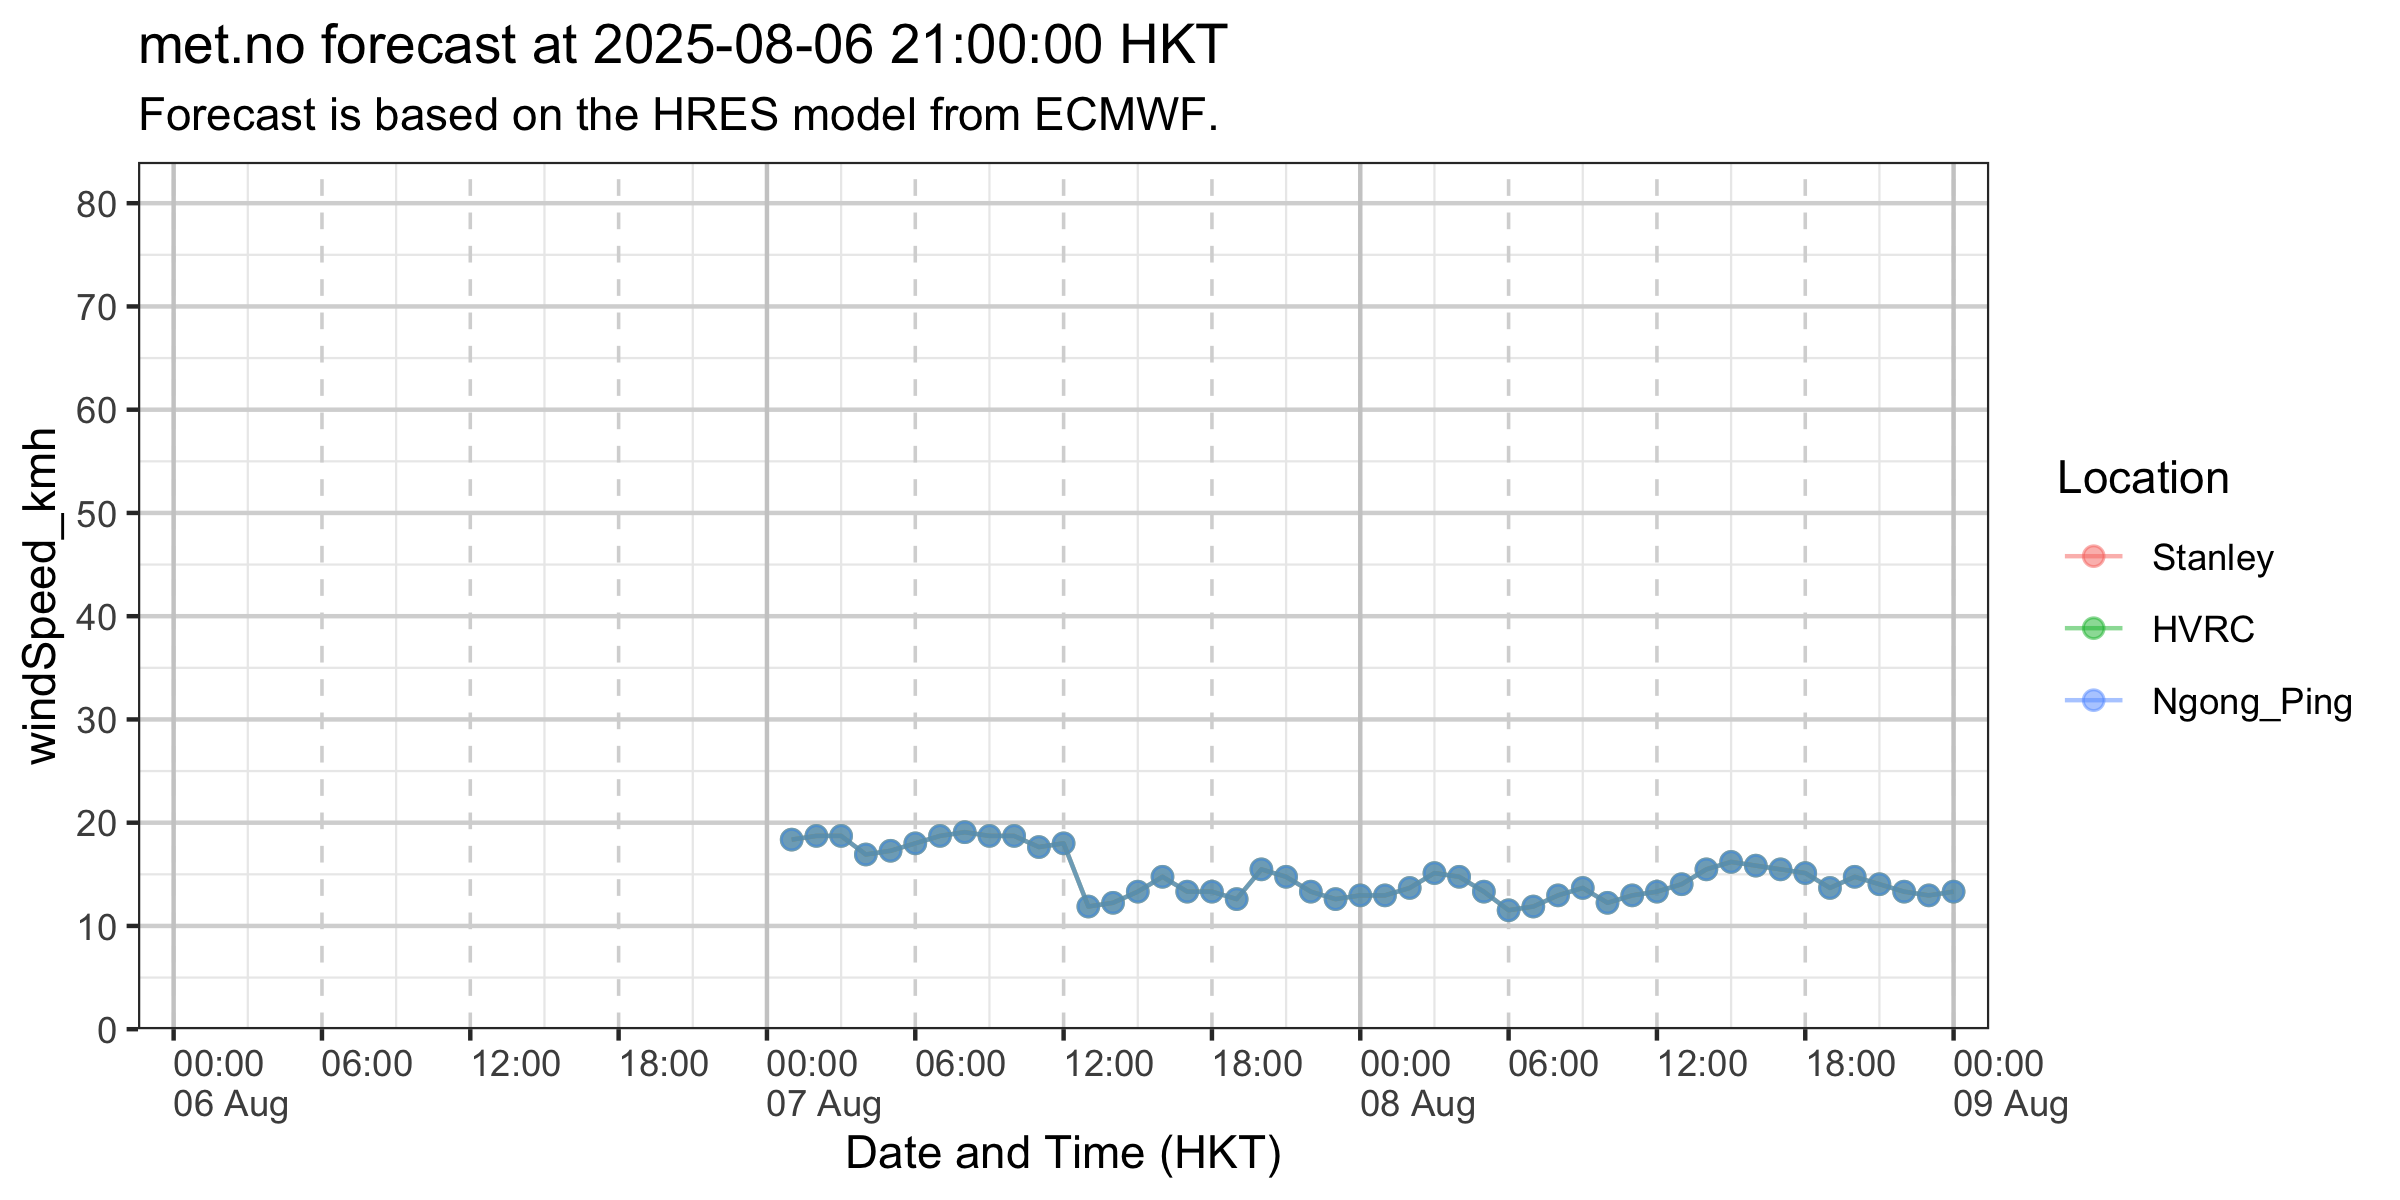 met.no forecast at 2025-08-06 21:00:00 HKT
Forecast is based on the HRES model from ECMWF.
windSpeed_kmh
80
70
60
50
40
30
20
10
0
00:00 06:00 12:00 18:00 00:00 06:00 12:00 18:00 00:00 06:00 12:00 18:00 00:00
06 Aug 07 Aug 08 Aug 09 Aug
Date and Time (HKT)
Location
Stanley
HVRC
Ngong_Ping